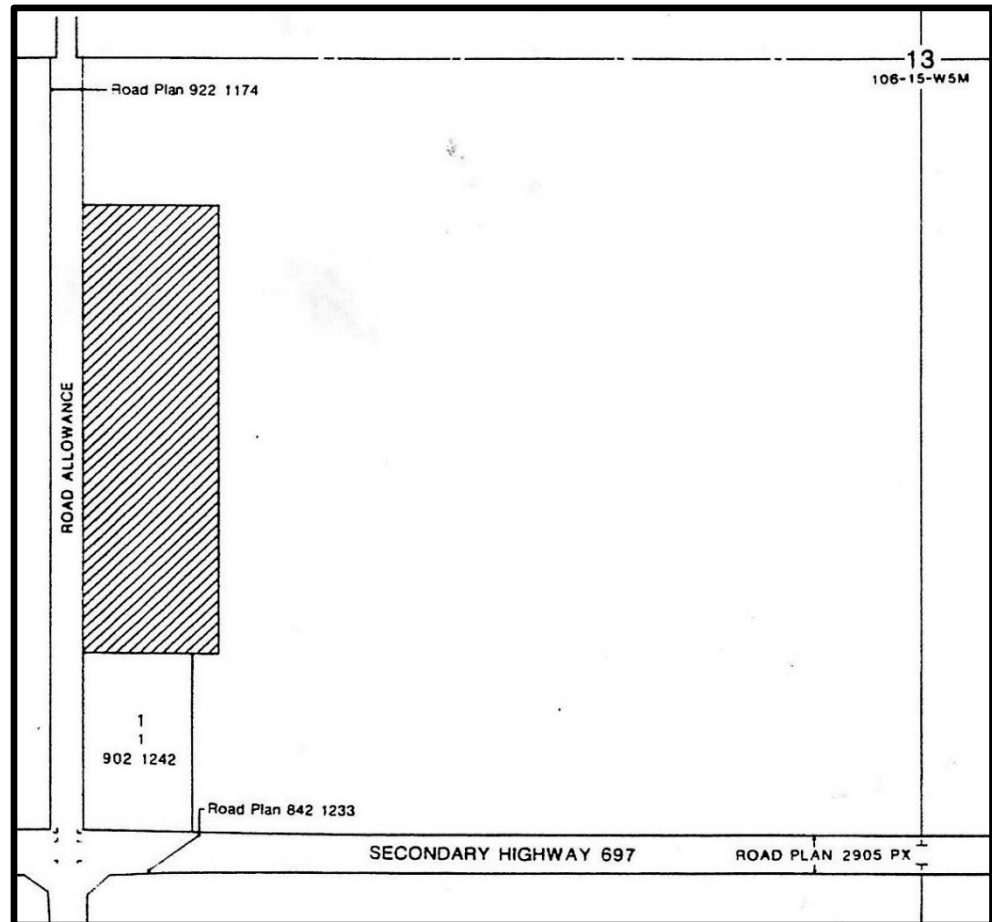 13
106-15-W5M
Road Plan 922 1174
ROAD ALLOWANCE
1
1
902 1242
Road Plan 842 1233
SECONDARY HIGHWAY 697
ROAD PLAN 2905 PX